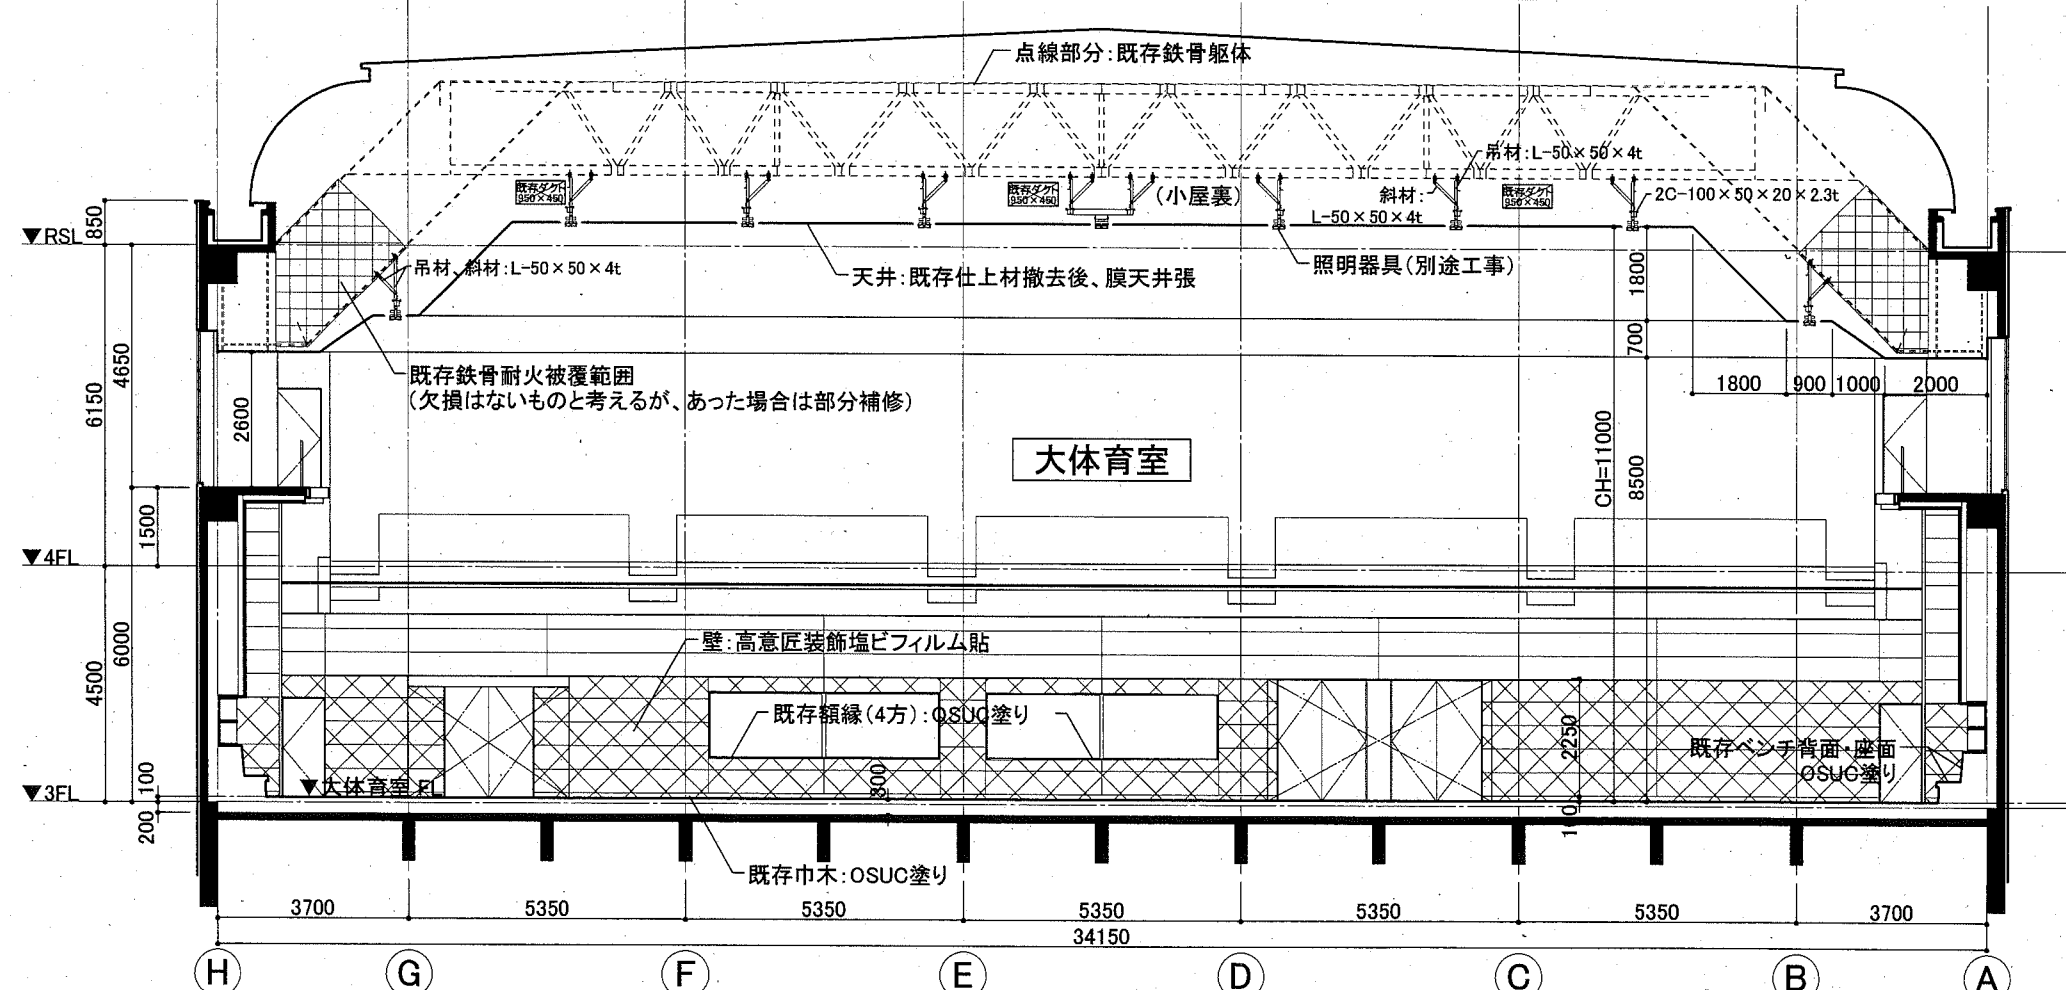 点線部分：既存鉄骨躯体
吊材：L-50×50×4t
既存ダクト
950×450
既存ダクト
950×450
(小屋裏)
斜材：
L-50×50×4t
既存ダクト
950×450
2C-100×50×20×2.3t
▼RSL
850
吊材、斜材：L-50×50×4t
天井：既存仕上材撤去後、膜天井張
照明器具(別途工事)
1800
700
4650
6150
2600
既存鉄骨耐火被覆範囲
(欠損はないものと考えるが、あった場合は部分補修)
1800
900
1000
2000
大体育室
CH=11000
8500
1500
▼4FL
6000
4500
壁：高意匠装飾塩ビフィルム貼
既存額縁(4方)：OSUC塗り
2250
既存ベンチ背面・座面
OSUC塗り
100
▼大体育室 FL
800
▼3FL
200
100
既存巾木：OSUC塗り
3700
5350
5350
5350
5350
5350
3700
34150
H
G
F
E
D
C
B
A